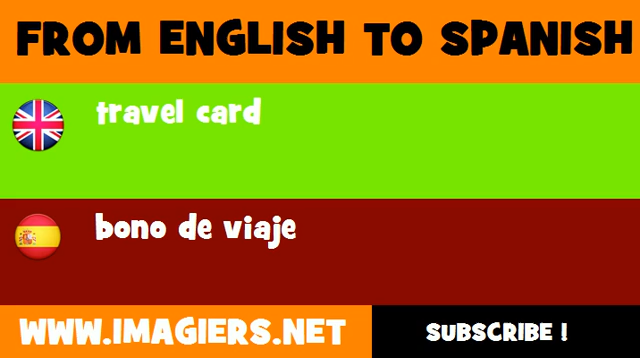 FROM ENGLISH TO SPANISH
travel card
bono de viaje
WWW.IMAGIERS.NET
SUBSCRIBE !